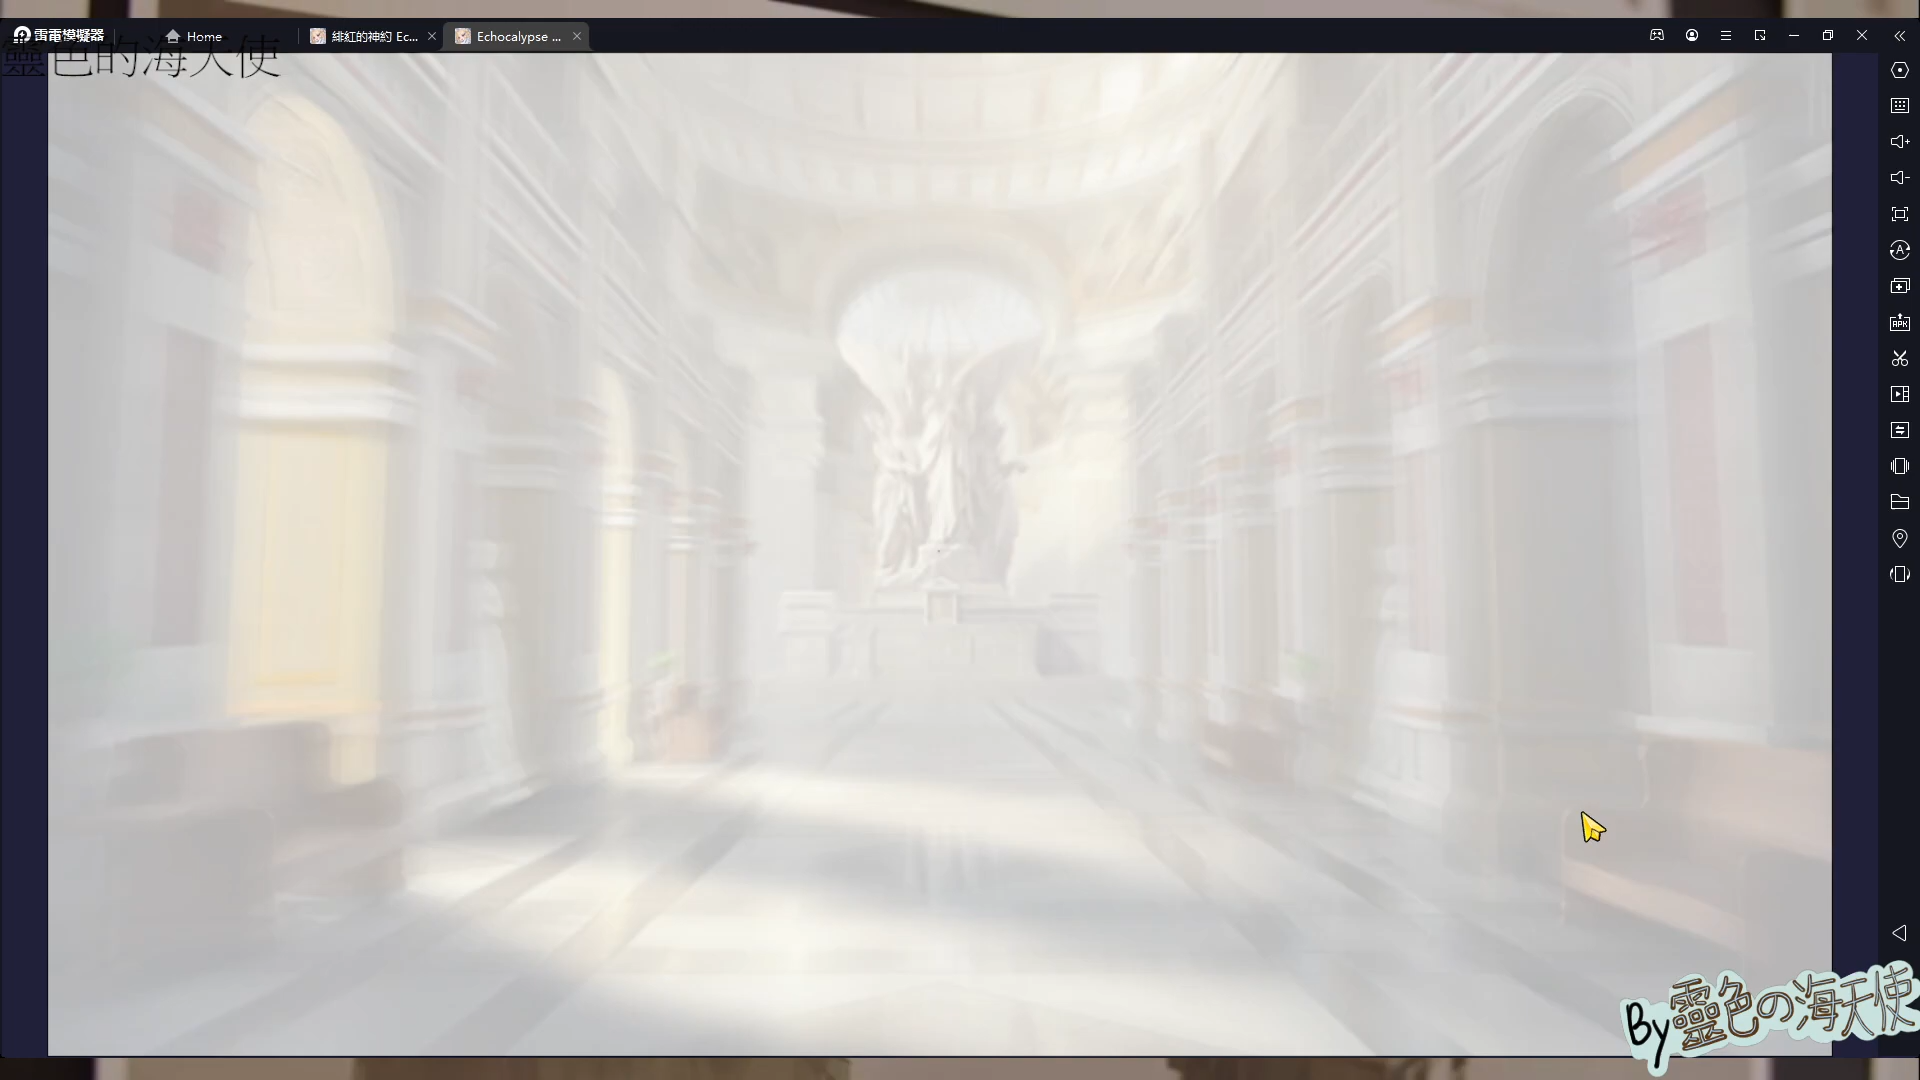 雷電模擬器
Home
緋紅的神約 Ec...
Echocalypse ...
靈色的海天使
A
APK
By靈色の海天使